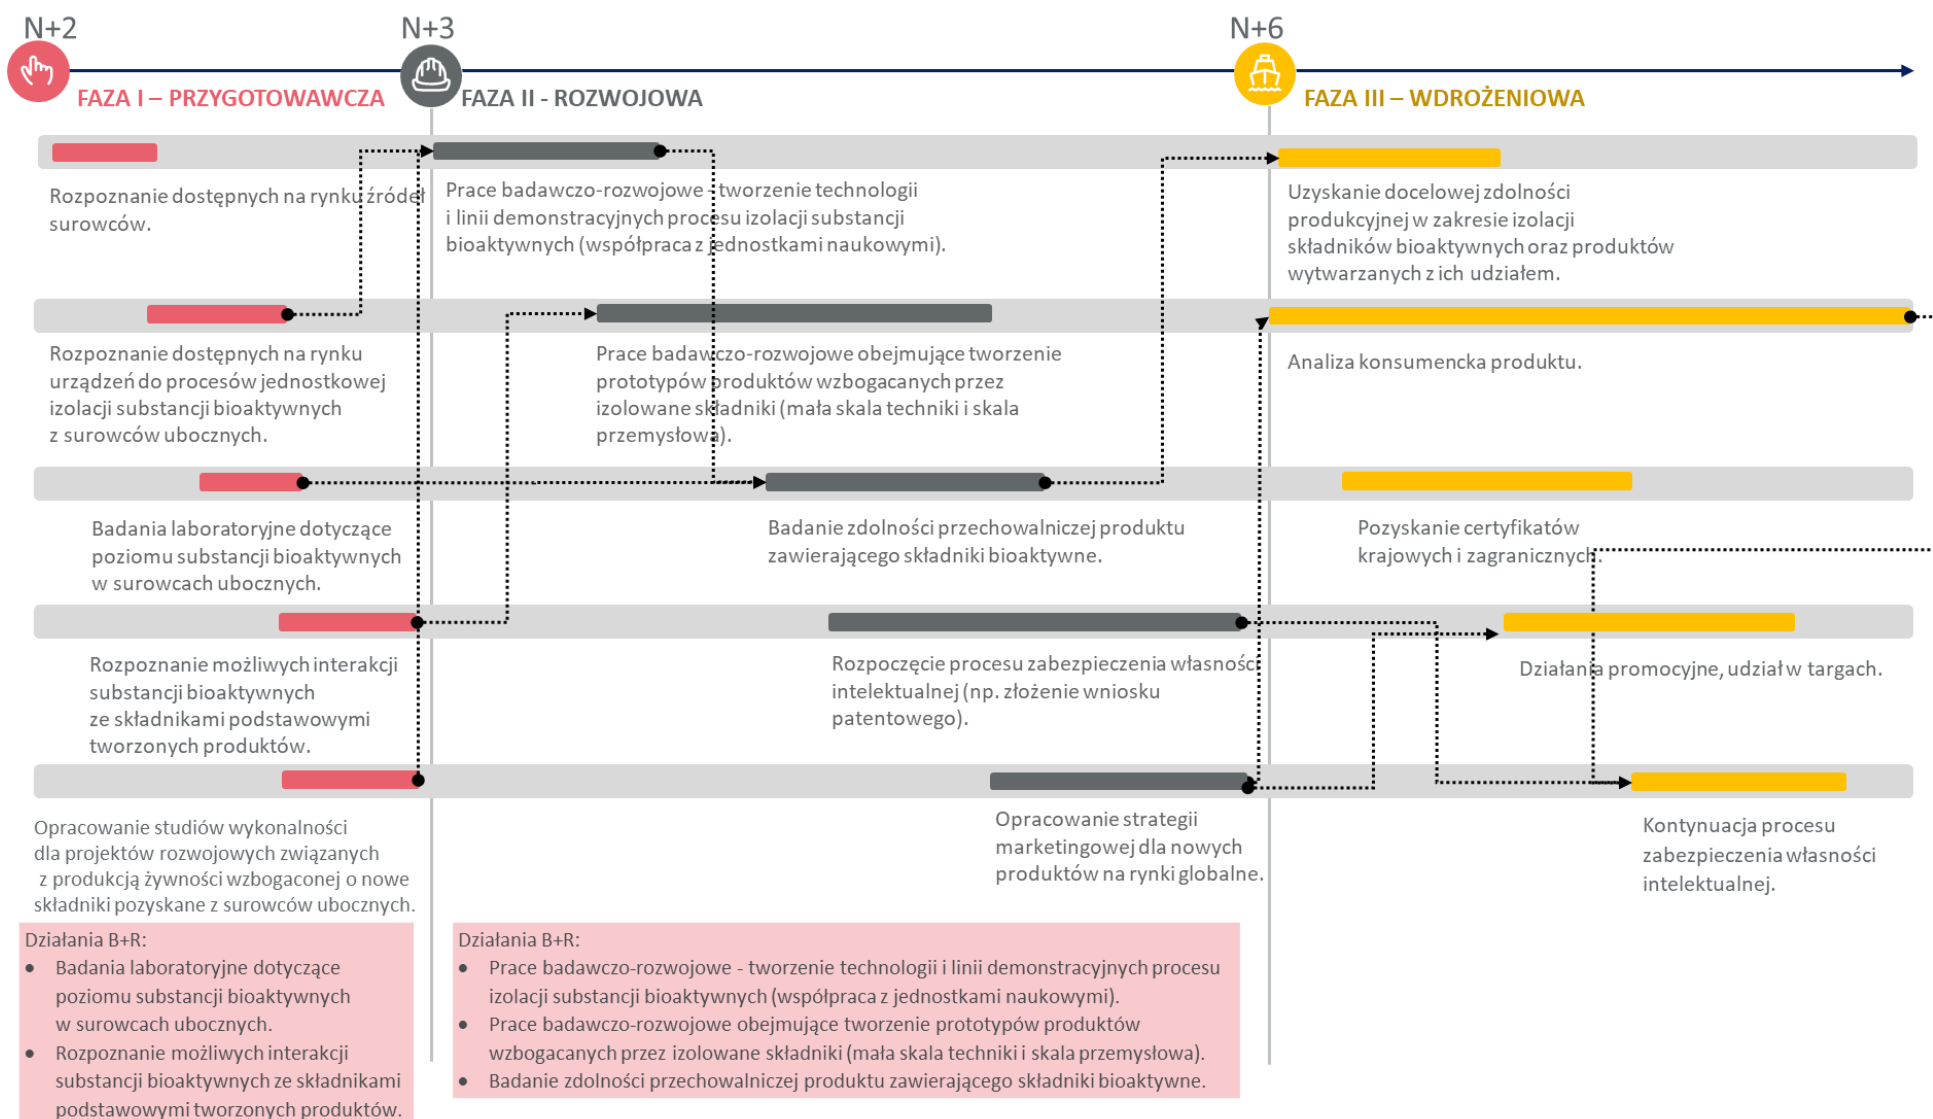 N+2
N+3
N+6
FAZA I – PRZYGOTOWAWCZA
FAZA II - ROZWOJOWA
FAZA III – WDROŻENIOWA
Rozpoznanie dostępnych na rynku źródeł
surowców.
Prace badawczo-rozwojowe - tworzenie technologii
i linii demonstracyjnych procesu izolacji substancji
bioaktywnych (współpraca z jednostkami naukowymi).
Uzyskanie docelowej zdolności
produkcyjnej w zakresie izolacji
składników bioaktywnych oraz produktów
wytwarzanych z ich udziałem.
Rozpoznanie dostępnych na rynku
urządzeń do procesów jednostkowej
izolacji substancji bioaktywnych
z surowców ubocznych.
Prace badawczo-rozwojowe obejmujące tworzenie
prototypów produktów wzbogacanych przez
izolowane składniki (mała skala techniki i skala
przemysłowa).
Analiza konsumencka produktu.
Badania laboratoryjne dotyczące
poziomu substancji bioaktywnych
w surowcach ubocznych.
Badanie zdolności przechowalniczej produktu
zawierającego składniki bioaktywne.
Pozyskanie certyfikatów
krajowych i zagranicznych.
Rozpoznanie możliwych interakcji
substancji bioaktywnych
ze składnikami podstawowymi
tworzonych produktów.
Rozpoczęcie procesu zabezpieczenia własności
intelektualnej (np. złożenie wniosku
patentowego).
Działania promocyjne, udział w targach.
Opracowanie studiów wykonalności
dla projektów rozwojowych związanych
z produkcją żywności wzbogaconej o nowe
składniki pozyskane z surowców ubocznych.
Opracowanie strategii
marketingowej dla nowych
produktów na rynki globalne.
Kontynuacja procesu
zabezpieczenia własności
intelektualnej.
Działania B+R:
• Badania laboratoryjne dotyczące
poziomu substancji bioaktywnych
w surowcach ubocznych.
• Rozpoznanie możliwych interakcji
substancji bioaktywnych ze składnikami
podstawowymi tworzonych produktów.
Działania B+R:
• Prace badawczo-rozwojowe - tworzenie technologii i linii demonstracyjnych procesu
izolacji substancji bioaktywnych (współpraca z jednostkami naukowymi).
• Prace badawczo-rozwojowe obejmujące tworzenie prototypów produktów
wzbogacanych przez izolowane składniki (mała skala techniki i skala przemysłowa).
• Badanie zdolności przechowalniczej produktu zawierającego składniki bioaktywne.